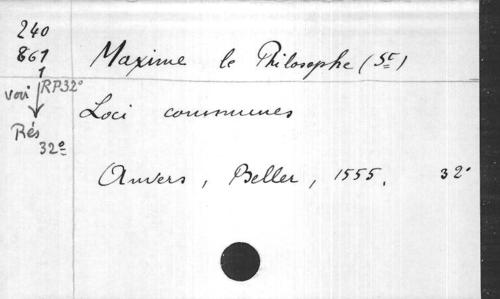 240
861
1
Maxime le Philosophe (St)
voir RP32°
Loci communes
Rés
32°
Anvers, Beller, 1555. 32°